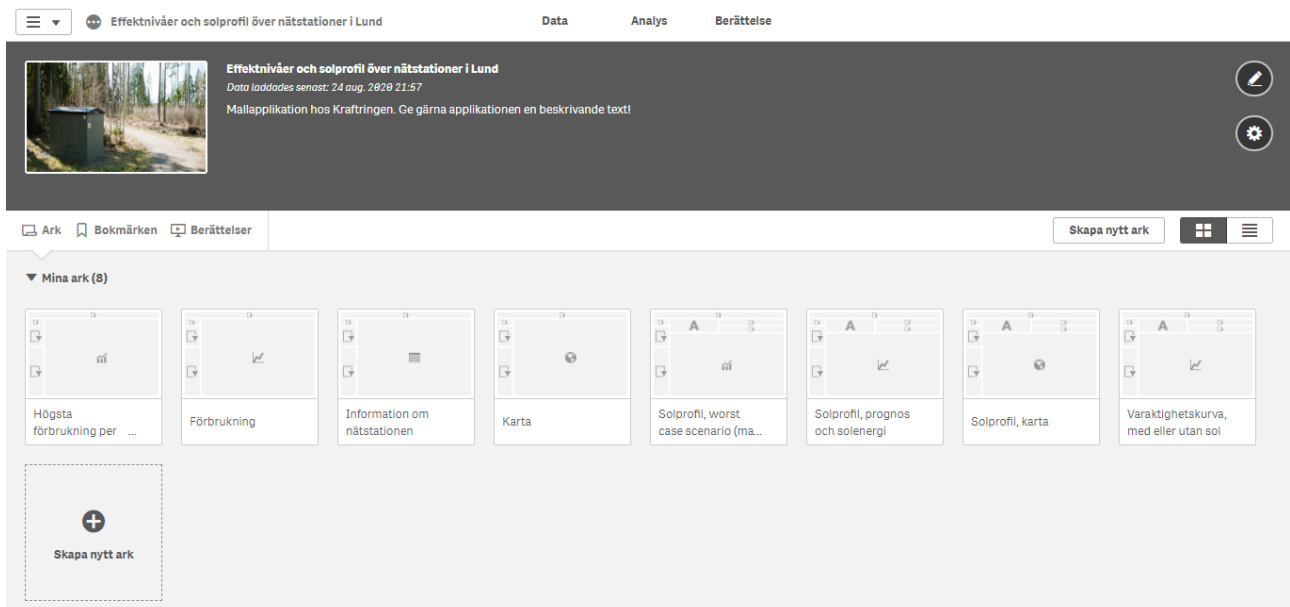 Effektnivåer och solprofil över nätstationer i Lund
Data
Analys
Berättelse
Effektnivåer och solprofil över nätstationer i Lund
Data laddades senast: 24 aug. 2020 21:57
Mallapplikation hos Kraftringen. Ge gärna applikationen en beskrivande text!
Ark
Bokmärken
Berättelser
Skapa nytt ark
Mina ark (8)
A
A
A
A
Högsta
förbrukning per ...
Förbrukning
Information om
nätstationen
Karta
Solprofil, worst
case scenario (ma...
Solprofil, prognos
och solenergi
Solprofil, karta
Varaktighetskurva,
med eller utan sol
Skapa nytt ark